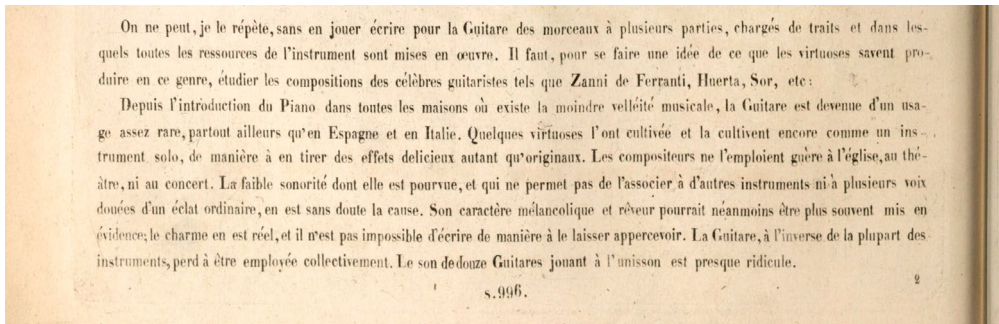 On ne peut, je le répète, sans en jouer écrire pour la Guitare des morceaux à plusieurs parties, chargés de traits et dans les-
quels toutes les ressources de l'instrument sont mises en œuvre. Il faut, pour se faire une idée de ce que les virtuoses savent pro-
duire en ce genre, étudier les compositions des célèbres guitaristes tels que Zanni de Ferranti, Huerta, Sor, etc:
Depuis l'introduction du Piano dans toutes les maisons où existe la moindre velléité musicale, la Guitare est devenue d'un usa-
ge assez rare, partout ailleurs qu'en Espagne et en Italie. Quelques virtuoses l'ont cultivée et la cultivent encore comme un ins-
trument solo, de manière à en tirer des effets delicieux autant qu'originaux. Les compositeurs ne l'emploient guère à l'église, au thé-
âtre, ni au concert. La faible sonorité dont elle est pourvue, et qui ne permet pas de l'associer à d'autres instruments ni à plusieurs voix
douées d'un éclat ordinaire, en est sans doute la cause. Son caractère mélancolique et rêveur pourrait néanmoins être plus souvent mis en
évidence; le charme en est réel, et il n'est pas impossible d'écrire de manière à le laisser appercevoir. La Guitare, à l'inverse de la plupart des
instruments, perd à être employée collectivement. Le son de douze Guitares jouant à l'unisson est presque ridicule.
2
s.996.